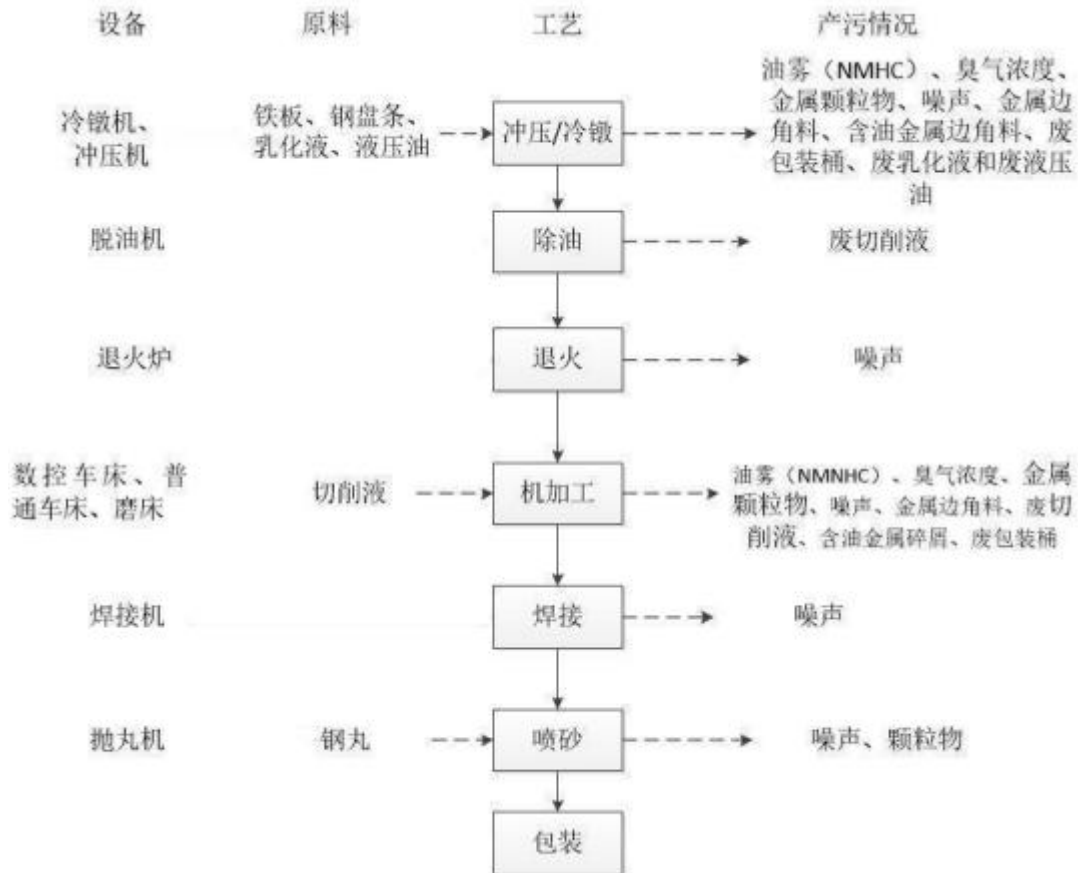 设备 原料 工艺 产污情况
冷镦机、
冲压机
铁板、钢盘条、
乳化液、液压油
冲压/冷镦
油雾（NMHC）、臭气浓度、
金属颗粒物、噪声、金属边
角料、含油金属边角料、废
包装桶、废乳化液和废液压
油
脱油机 除油 废切削液
退火炉 退火 噪声
数控车床、普
通车床、磨床
切削液
机加工
油雾（NMNHC）、臭气浓度、金属
颗粒物、噪声、金属边角料、废切
削液、含油金属碎屑、废包装桶
焊接机 焊接 噪声
抛丸机 钢丸 喷砂 噪声、颗粒物
包装